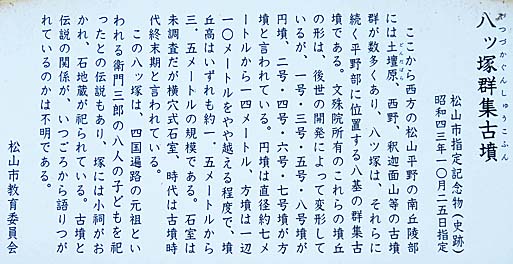 八ッ塚群集古墳
やつづかぐんしゅうこふん
松山市指定記念物(史跡)
昭和四三年一〇月二五日指定
ここから西方の松山平野の南丘陵部
には土壇原、西野、釈迦面山等の古墳
どんだばら
群が数多くあり、八ツ塚は、それらに
続く平野部に位置する八基の群集古
墳である。文殊院所有のこれらの墳丘
の形は、後世の開発によって変形して
いるが、一号・三号・五号・八号墳が
円墳、二号・四号・六号・七号墳が方
墳と言われている。円墳は直径約七メ
ートルから一四メートル、方墳は一辺
一〇メートルをやや越える程度で、墳
丘高はいずれも約一．五メートルから
三．五メートルの規模である。石室は
未調査だが横穴式石室、時代は古墳時
代終末期と言われている。
この八ッ塚は、四国遍路の元祖とい
われる衛門三郎の八人の子どもを祀
ったとの伝説もあり、塚には小祠がお
かれ、石地蔵が祀られている。古墳と
伝説の関係が、いつごろから語りつが
れているのかは不明である。
松山市教育委員会